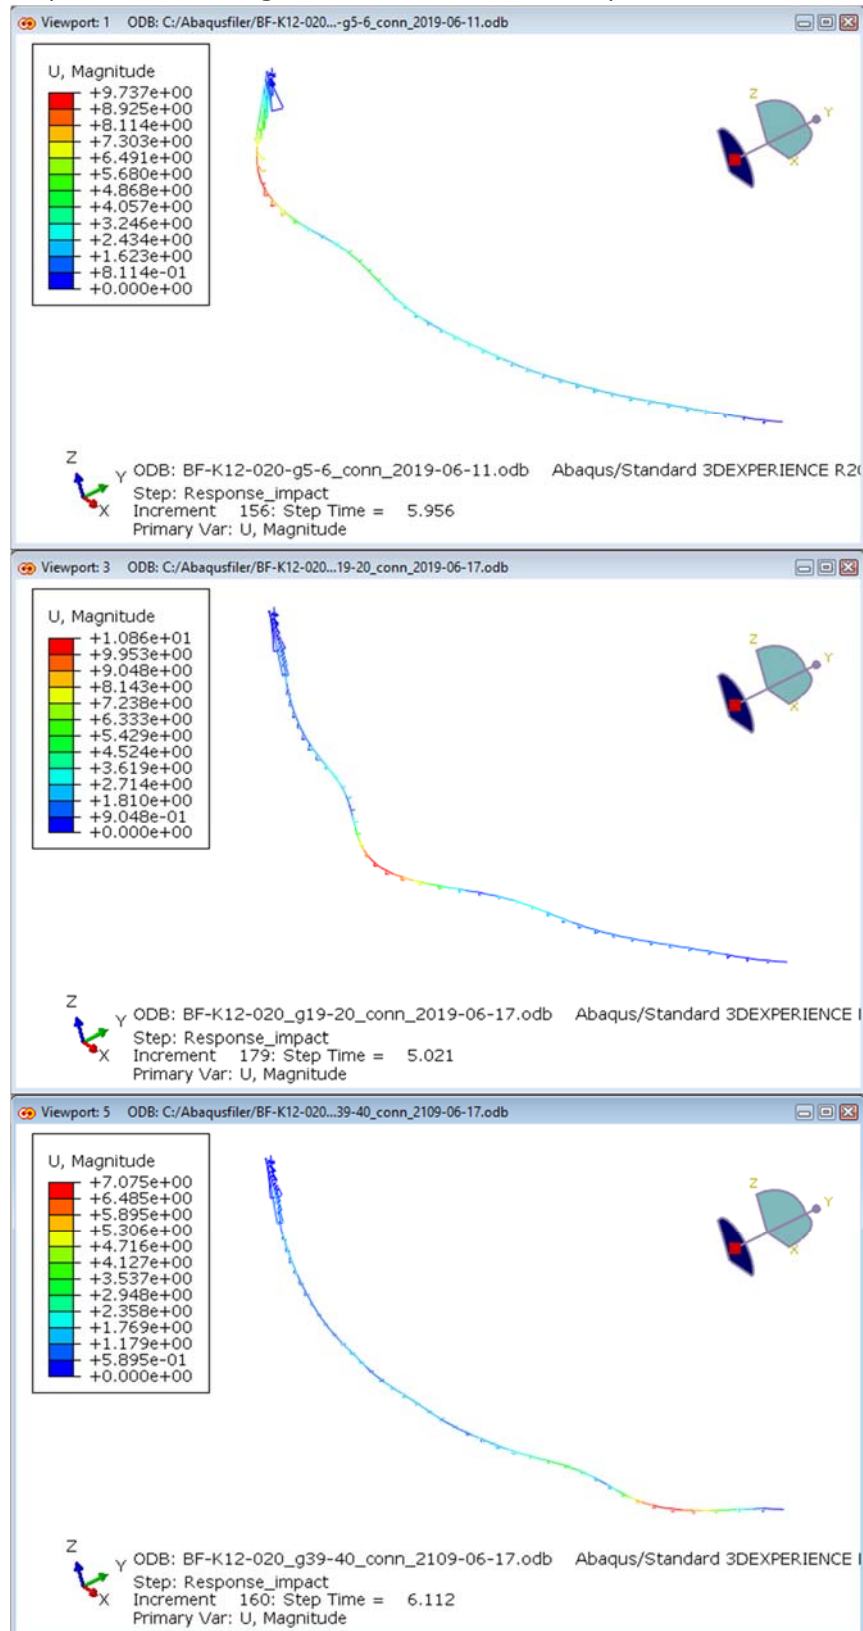 Viewport: 1 ODB: C:/Abaqusfiler/BF-K12-020...-g5-6_conn_2019-06-11.odb
U, Magnitude
+9.737e+00
+8.925e+00
+8.114e+00
+7.303e+00
+6.491e+00
+5.680e+00
+4.868e+00
+4.057e+00
+3.246e+00
+2.434e+00
+1.623e+00
+8.114e-01
+0.000e+00
Z
Y
X
Z
Y
X
ODB: BF-K12-020-g5-6_conn_2019-06-11.odb Abaqus/Standard 3DEXPERIENCE R20
Step: Response_impact
Increment 156: Step Time = 5.956
Primary Var: U, Magnitude
Viewport: 3 ODB: C:/Abaqusfiler/BF-K12-020...19-20_conn_2019-06-17.odb
U, Magnitude
+1.086e+01
+9.953e+00
+9.048e+00
+8.143e+00
+7.238e+00
+6.333e+00
+5.429e+00
+4.524e+00
+3.619e+00
+2.714e+00
+1.810e+00
+9.048e-01
+0.000e+00
Z
Y
X
Z
Y
X
ODB: BF-K12-020_g19-20_conn_2019-06-17.odb Abaqus/Standard 3DEXPERIENCE
Step: Response_impact
Increment 179: Step Time = 5.021
Primary Var: U, Magnitude
Viewport: 5 ODB: C:/Abaqusfiler/BF-K12-020...39-40_conn_2109-06-17.odb
U, Magnitude
+7.075e+00
+6.485e+00
+5.895e+00
+5.306e+00
+4.716e+00
+4.127e+00
+3.537e+00
+2.948e+00
+2.358e+00
+1.769e+00
+1.179e+00
+5.895e-01
+0.000e+00
Z
Y
X
Z
Y
X
ODB: BF-K12-020_g39-40_conn_2109-06-17.odb Abaqus/Standard 3DEXPERIENCE
Step: Response_impact
Increment 160: Step Time = 6.112
Primary Var: U, Magnitude